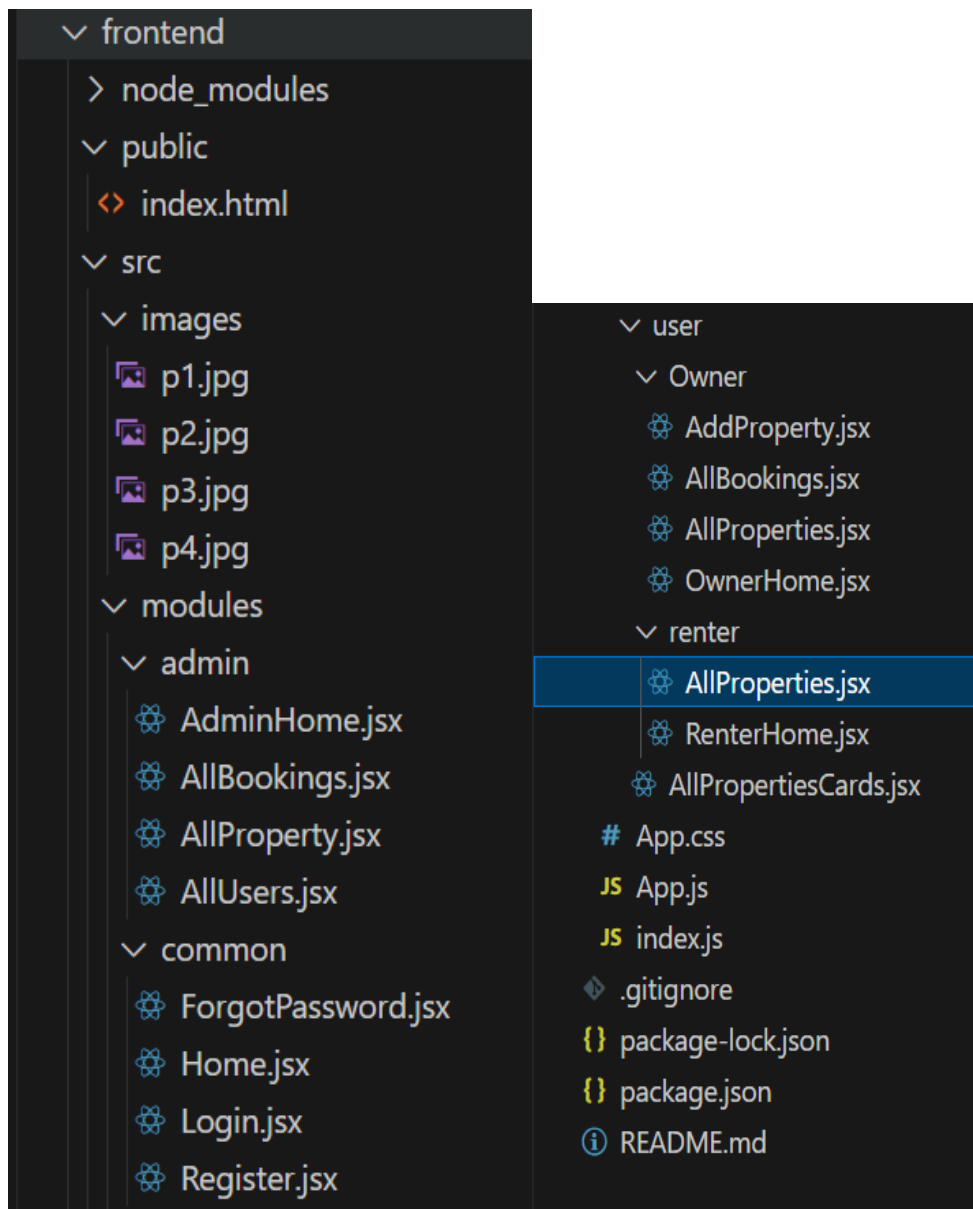 frontend
node_modules
public
<> index.html
src
images
p1.jpg
p2.jpg
p3.jpg
p4.jpg
modules
admin
AdminHome.jsx
AllBookings.jsx
AllProperty.jsx
AllUsers.jsx
common
ForgotPassword.jsx
Home.jsx
Login.jsx
Register.jsx
user
Owner
AddProperty.jsx
AllBookings.jsx
AllProperties.jsx
OwnerHome.jsx
renter
AllProperties.jsx
RenterHome.jsx
AllPropertiesCards.jsx
# App.css
JS App.js
JS index.js
.gitignore
{} package-lock.json
{} package.json
i README.md